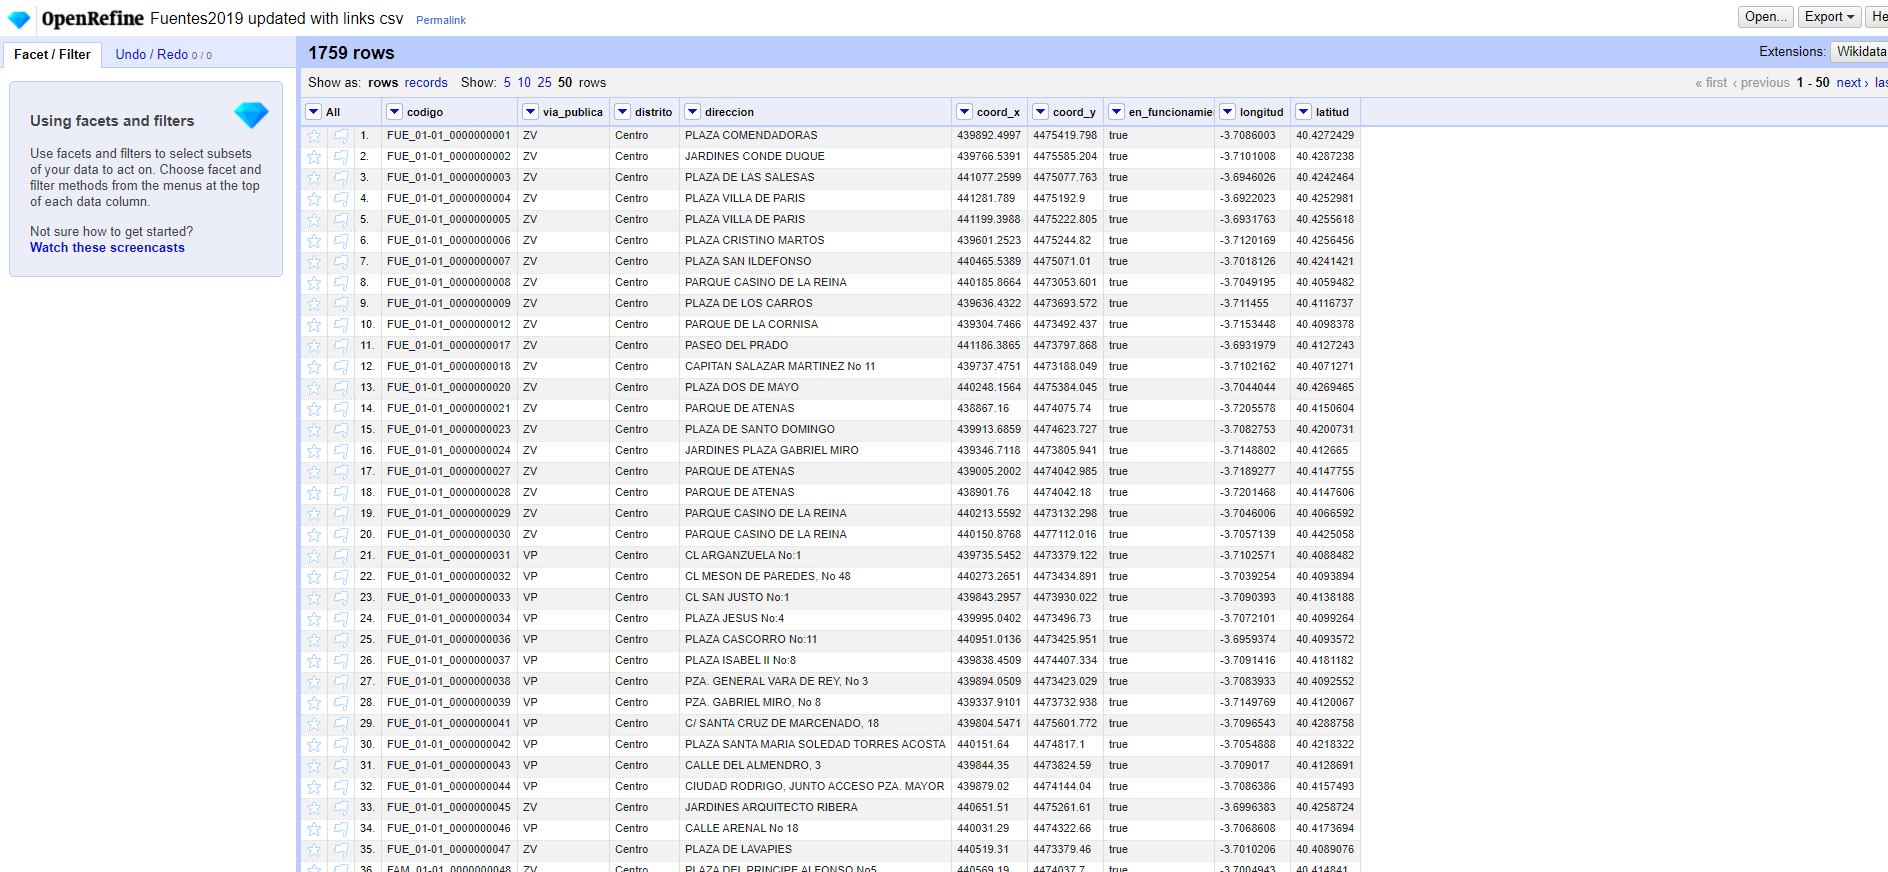 OpenRefine Fuentes2019 updated with links csv Permalink
Open... Export He
Facet / Filter Undo / Redo 0 / 0
1759 rows
Extensions: Wikidata
Show as: rows records Show: 5 10 25 50 rows
« first ‹ previous 1 - 50 next › las
Using facets and filters
Use facets and filters to select subsets
of your data to act on. Choose facet and
filter methods from the menus at the top
of each data column.
Not sure how to get started?
Watch these screencasts
All codigo via_publica distrito direccion coord_x coord_y en_funcionamie longitud latitud
1. FUE_01-01_0000000001 ZV Centro PLAZA COMENDADORAS 439892.4997 4475419.798 true -3.7086003 40.4272429
2. FUE_01-01_0000000002 ZV Centro JARDINES CONDE DUQUE 439766.5391 4475585.204 true -3.7101008 40.4287238
3. FUE_01-01_0000000003 ZV Centro PLAZA DE LAS SALESAS 441077.2599 4475077.763 true -3.6946026 40.4242464
4. FUE_01-01_0000000004 ZV Centro PLAZA VILLA DE PARIS 441281.789 4475192.9 true -3.6922023 40.4252981
5. FUE_01-01_0000000005 ZV Centro PLAZA VILLA DE PARIS 441199.3988 4475222.805 true -3.6931763 40.4255618
6. FUE_01-01_0000000006 ZV Centro PLAZA CRISTINO MARTOS 439601.2523 4475244.82 true -3.7120169 40.4256456
7. FUE_01-01_0000000007 ZV Centro PLAZA SAN ILDEFONSO 440465.5389 4475071.01 true -3.7018126 40.4241421
8. FUE_01-01_0000000008 ZV Centro PARQUE CASINO DE LA REINA 440185.8664 4473053.601 true -3.7049195 40.4059482
9. FUE_01-01_0000000009 ZV Centro PLAZA DE LOS CARROS 439636.4322 4473693.572 true -3.711455 40.4116737
10. FUE_01-01_0000000012 ZV Centro PARQUE DE LA CORNISA 439304.7466 4473492.437 true -3.7153448 40.4098378
11. FUE_01-01_0000000017 ZV Centro PASEO DEL PRADO 441186.3865 4473797.868 true -3.6931979 40.4127243
12. FUE_01-01_0000000018 ZV Centro CAPITAN SALAZAR MARTINEZ No 11 439737.4751 4473188.049 true -3.7102162 40.4071271
13. FUE_01-01_0000000020 ZV Centro PLAZA DOS DE MAYO 440248.1564 4475384.045 true -3.7044044 40.4269465
14. FUE_01-01_0000000021 ZV Centro PARQUE DE ATENAS 438867.16 4474075.74 true -3.7205578 40.4150604
15. FUE_01-01_0000000023 ZV Centro PLAZA DE SANTO DOMINGO 439913.6859 4474623.727 true -3.7082753 40.4200731
16. FUE_01-01_0000000024 ZV Centro JARDINES PLAZA GABRIEL MIRO 439346.7118 4473805.941 true -3.7148802 40.412665
17. FUE_01-01_0000000027 ZV Centro PARQUE DE ATENAS 439005.2002 4474042.985 true -3.7189277 40.4147755
18. FUE_01-01_0000000028 ZV Centro PARQUE DE ATENAS 438901.76 4474042.18 true -3.7201468 40.4147606
19. FUE_01-01_0000000029 ZV Centro PARQUE CASINO DE LA REINA 440213.5592 4473132.298 true -3.7046006 40.4066592
20. FUE_01-01_0000000030 ZV Centro PARQUE CASINO DE LA REINA 440150.8768 4477112.016 true -3.7057139 40.4425058
21. FUE_01-01_0000000031 VP Centro CL ARGANZUELA No:1 439735.5452 4473379.122 true -3.7102571 40.4088482
22. FUE_01-01_0000000032 VP Centro CL MESON DE PAREDES, No 48 440273.2651 4473434.891 true -3.7039254 40.4093894
23. FUE_01-01_0000000033 VP Centro CL SAN JUSTO No:1 439843.2957 4473930.022 true -3.7090393 40.4138188
24. FUE_01-01_0000000034 VP Centro PLAZA JESUS No:4 439995.0402 4473496.73 true -3.7072101 40.4099264
25. FUE_01-01_0000000036 VP Centro PLAZA CASCORRO No:11 440951.0136 4473425.951 true -3.6959374 40.4093572
26. FUE_01-01_0000000037 VP Centro PLAZA ISABEL II No:8 439838.4509 4474407.334 true -3.7091416 40.4181182
27. FUE_01-01_0000000038 VP Centro PZA. GENERAL VARA DE REY, No 3 439894.0509 4473423.029 true -3.7083933 40.4092552
28. FUE_01-01_0000000039 VP Centro PZA. GABRIEL MIRO, No 8 439337.9101 4473732.938 true -3.7149769 40.4120067
29. FUE_01-01_0000000041 VP Centro C/ SANTA CRUZ DE MARCENADO, 18 439804.5471 4475601.772 true -3.7096543 40.4288758
30. FUE_01-01_0000000042 VP Centro PLAZA SANTA MARIA SOLEDAD TORRES ACOSTA 440151.64 4474817.1 true -3.7054888 40.4218322
31. FUE_01-01_0000000043 VP Centro CALLE DEL ALMENDRO, 3 439844.35 4473824.59 true -3.709017 40.4128691
32. FUE_01-01_0000000044 VP Centro CIUDAD RODRIGO, JUNTO ACCESO PZA. MAYOR 439879.02 4474144.04 true -3.7086386 40.4157493
33. FUE_01-01_0000000045 ZV Centro JARDINES ARQUITECTO RIBERA 440651.51 4475261.61 true -3.6996383 40.4258724
34. FUE_01-01_0000000046 VP Centro CALLE ARENAL No 18 440031.29 4474322.66 true -3.7068608 40.4173694
35. FUE_01-01_0000000047 ZV Centro PLAZA DE LAVAPIES 440519.31 4473379.46 true -3.7010206 40.4089076
36. FAM_01-01_0000000048 ZV Centro PLAZA DEL PRINCIPE ALFONSO No5 440569.19 4474037.7 true -3.7004943 40.414841